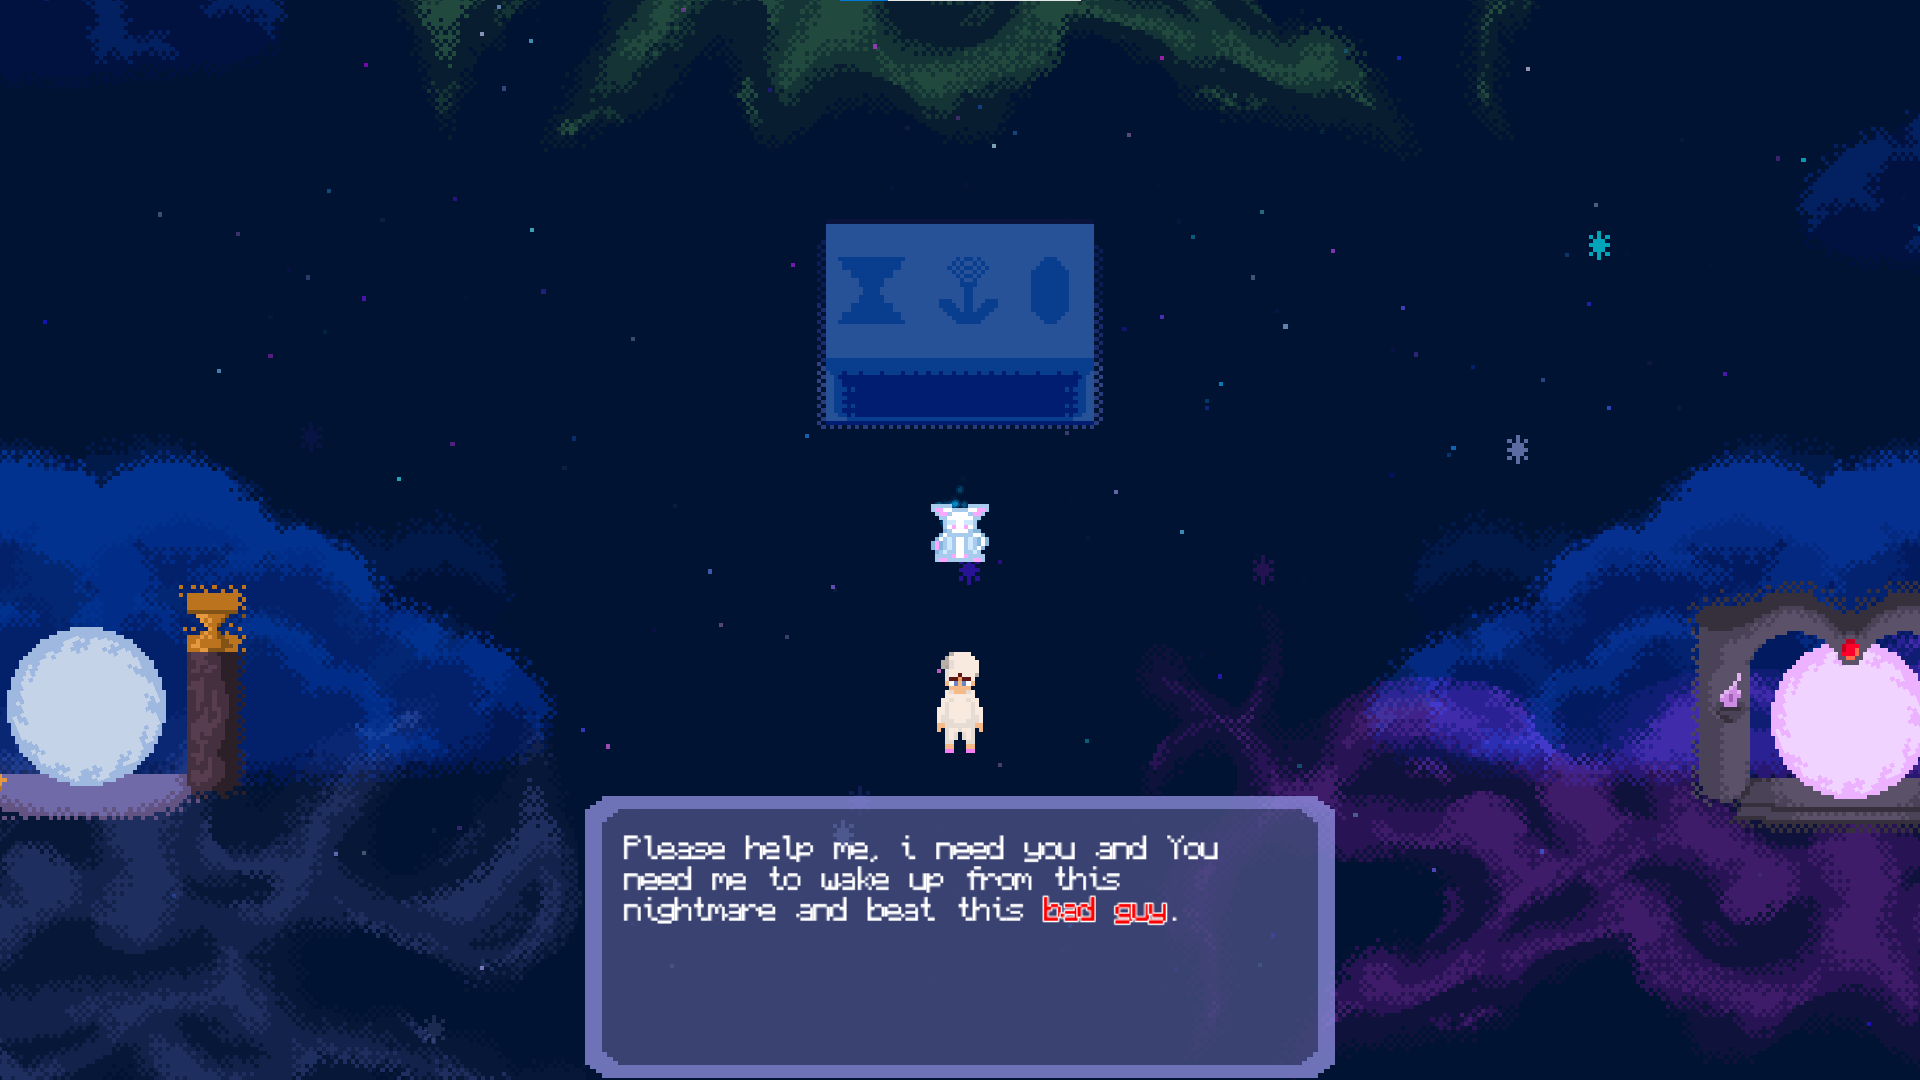 Please help me, i need you and You
need me to wake up from this
nightmare and beat this bad guy.